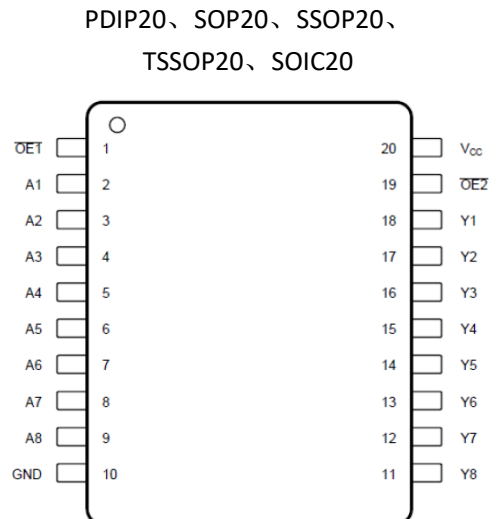 PDIP20、SOP20、SSOP20、
TSSOP20、SOIC20
OE1 1 20 Vcc
A1 2 19 OE2
A2 3 18 Y1
A3 4 17 Y2
A4 5 16 Y3
A5 6 15 Y4
A6 7 14 Y5
A7 8 13 Y6
A8 9 12 Y7
GND 10 11 Y8